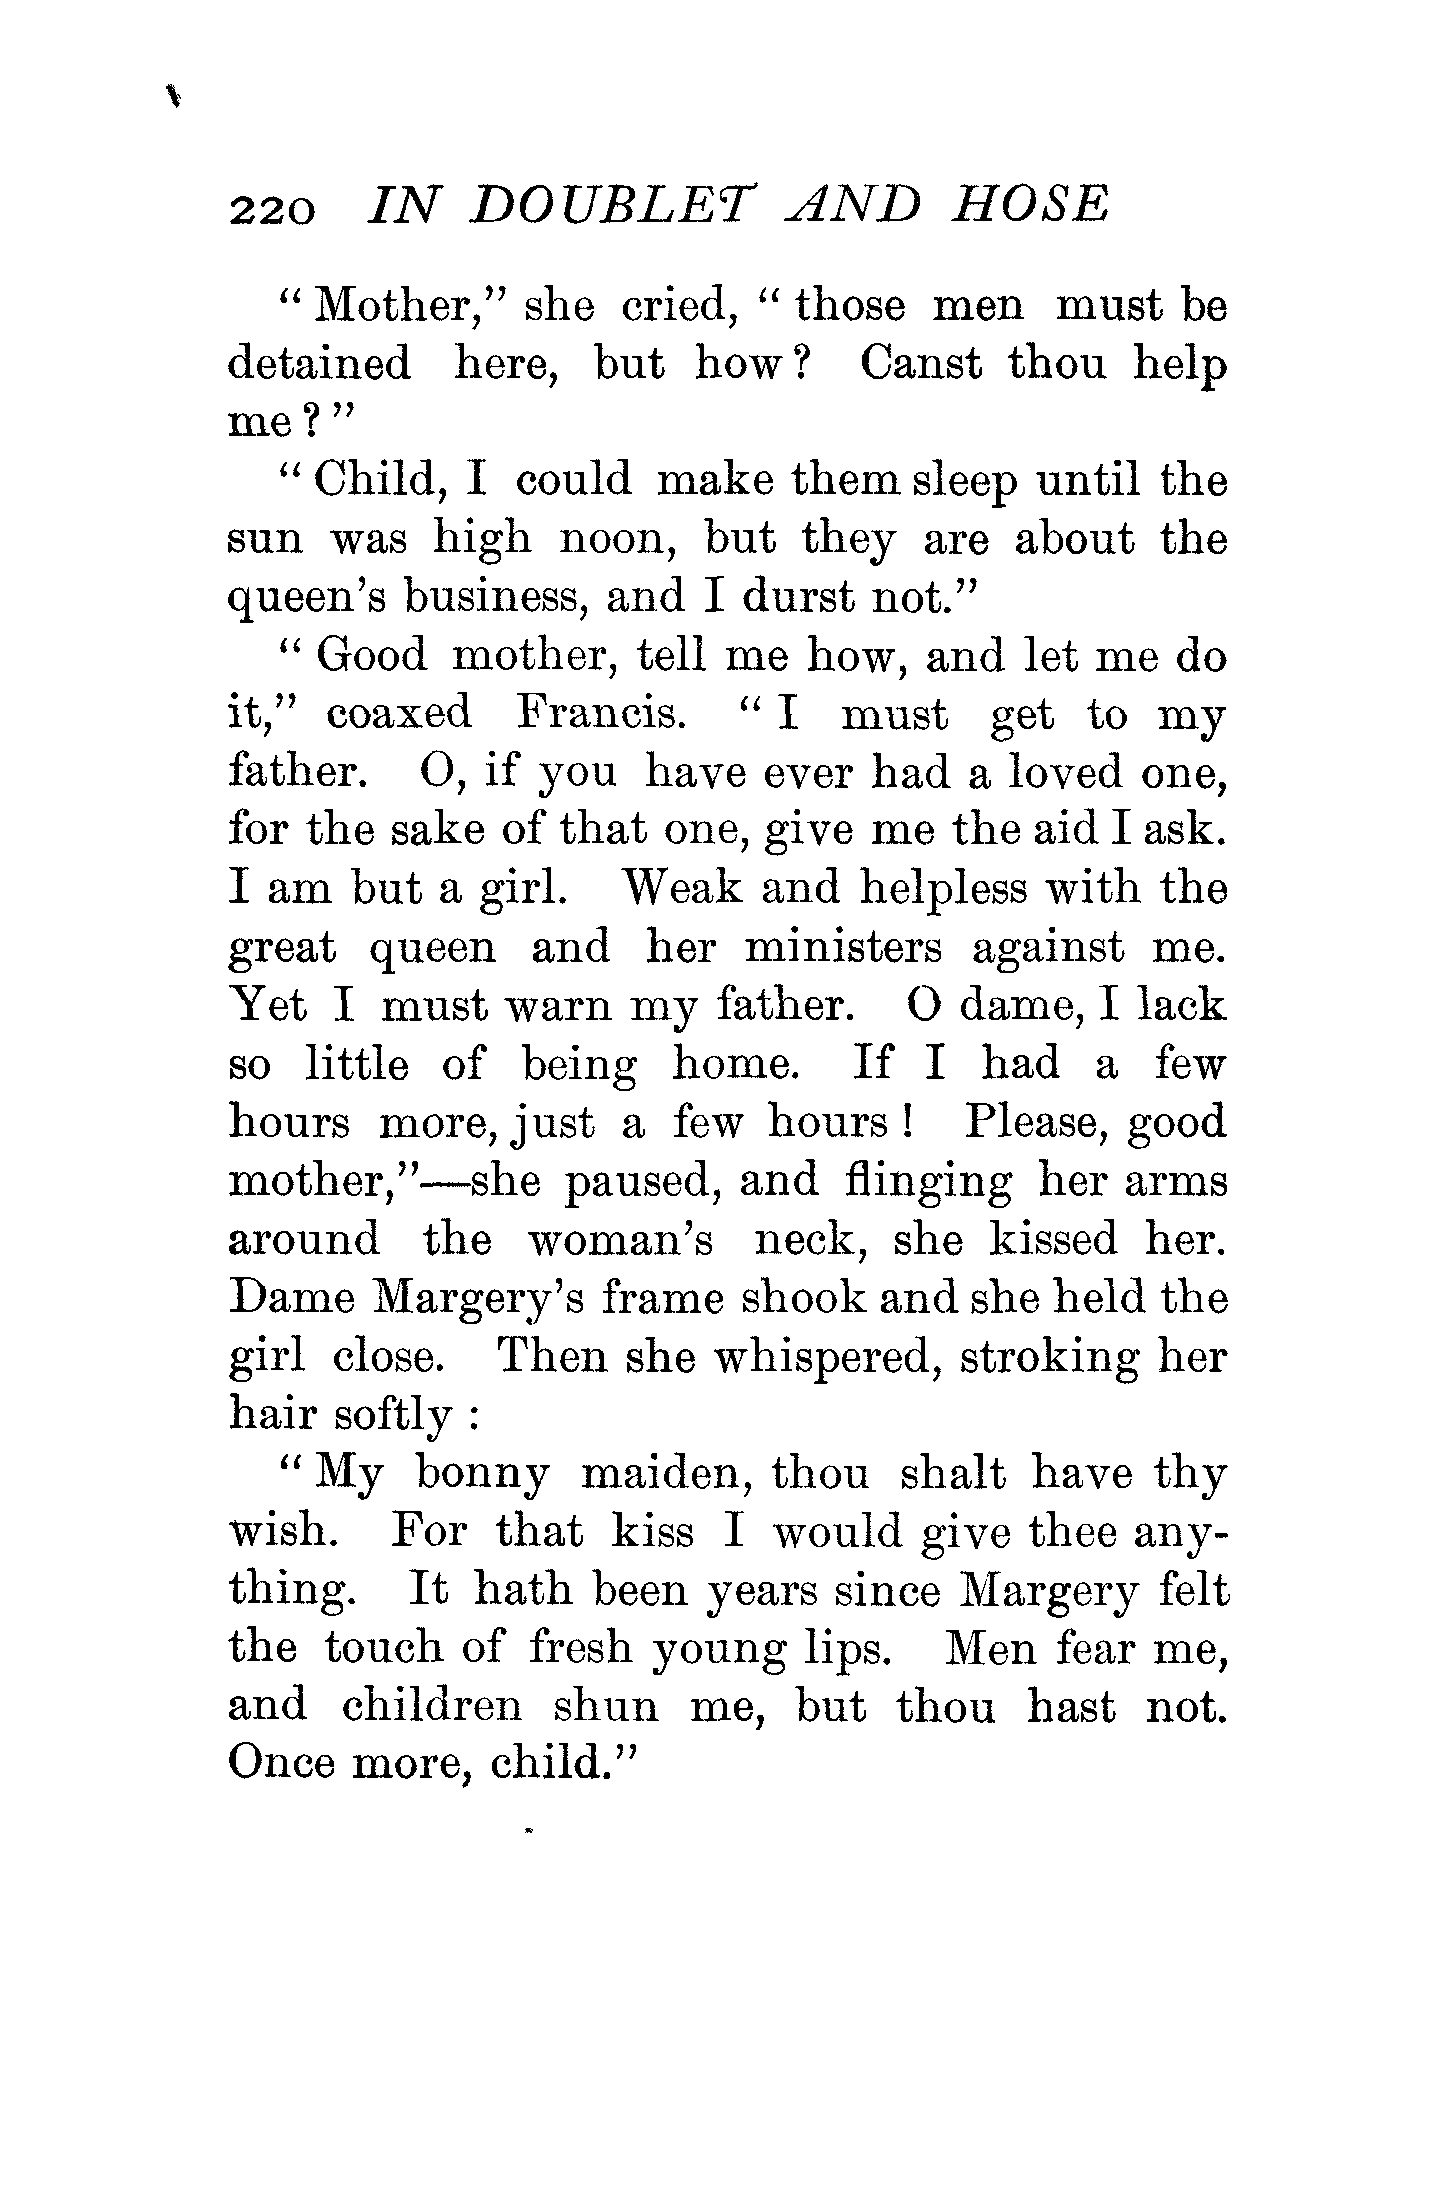 220 IN DOUBLET AND HOSE
“Mother,” she cried, “those men must be
detained here, but how? Canst thou help
me?”
“Child, I could make them sleep until the
sun was high noon, but they are about the
queen’s business, and I durst not.”
“Good mother, tell me how, and let me do
it,” coaxed Francis. “I must get to my
father. O, if you have ever had a loved one,
for the sake of that one, give me the aid I ask.
I am but a girl. Weak and helpless with the
great queen and her ministers against me.
Yet I must warn my father. O dame, I lack
so little of being home. If I had a few
hours more, just a few hours! Please, good
mother,”—she paused, and flinging her arms
around the woman’s neck, she kissed her.
Dame Margery’s frame shook and she held the
girl close. Then she whispered, stroking her
hair softly:
“My bonny maiden, thou shalt have thy
wish. For that kiss I would give thee any-
thing. It hath been years since Margery felt
the touch of fresh young lips. Men fear me,
and children shun me, but thou hast not.
Once more, child.”